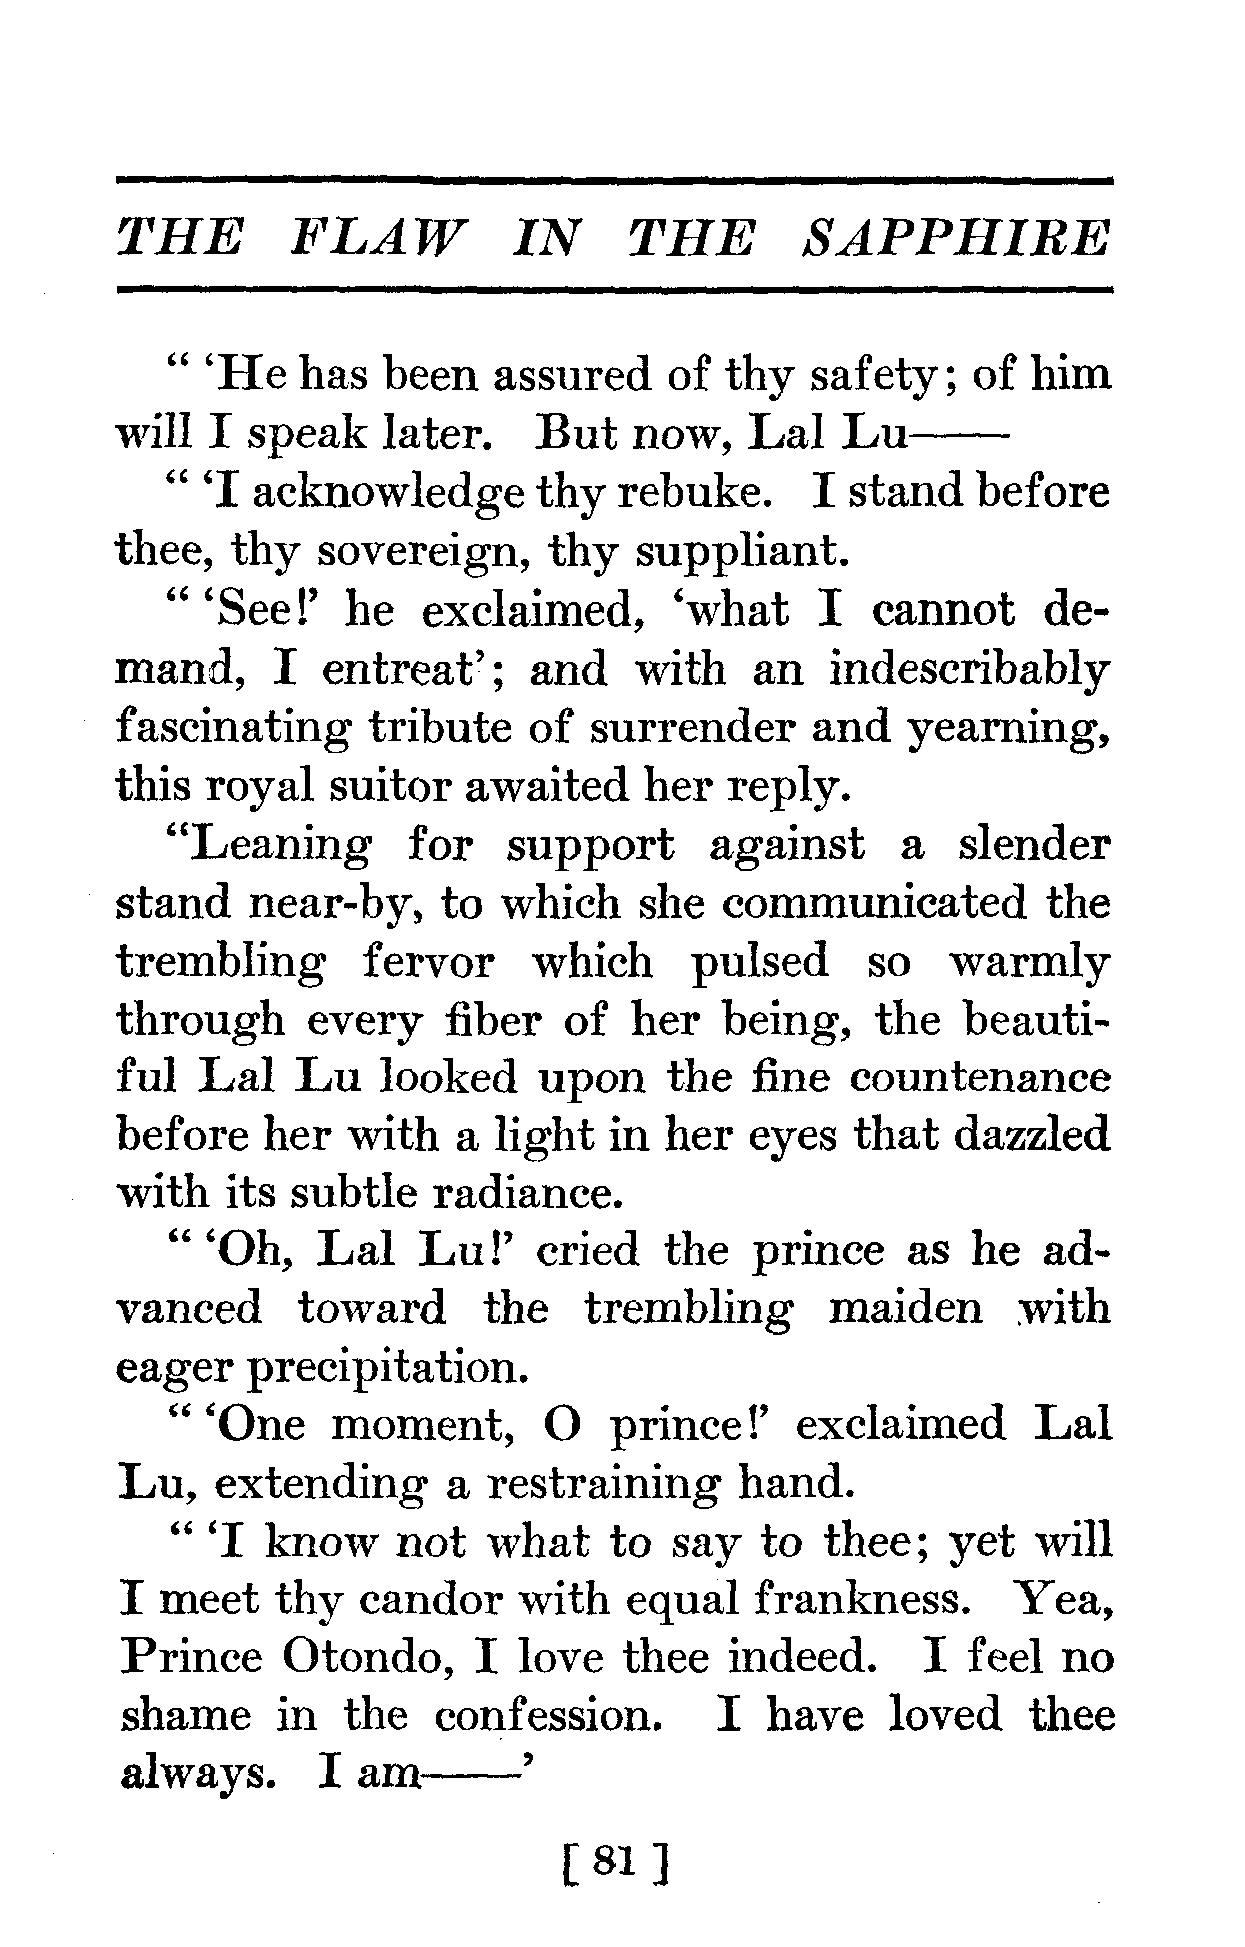 THE FLAW IN THE SAPPHIRE
" 'He has been assured of thy safety; of him
will I speak later. But now, Lal Lu——
" 'I acknowledge thy rebuke. I stand before
thee, thy sovereign, thy suppliant.
" 'See!' he exclaimed, 'what I cannot de-
mand, I entreat'; and with an indescribably
fascinating tribute of surrender and yearning,
this royal suitor awaited her reply.
"Leaning for support against a slender
stand near-by, to which she communicated the
trembling fervor which pulsed so warmly
through every fiber of her being, the beauti-
ful Lal Lu looked upon the fine countenance
before her with a light in her eyes that dazzled
with its subtle radiance.
" 'Oh, Lal Lu!' cried the prince as he ad-
vanced toward the trembling maiden with
eager precipitation.
" 'One moment, O prince!' exclaimed Lal
Lu, extending a restraining hand.
" 'I know not what to say to thee; yet will
I meet thy candor with equal frankness. Yea,
Prince Otondo, I love thee indeed. I feel no
shame in the confession. I have loved thee
always. I am——'
[ 81 ]